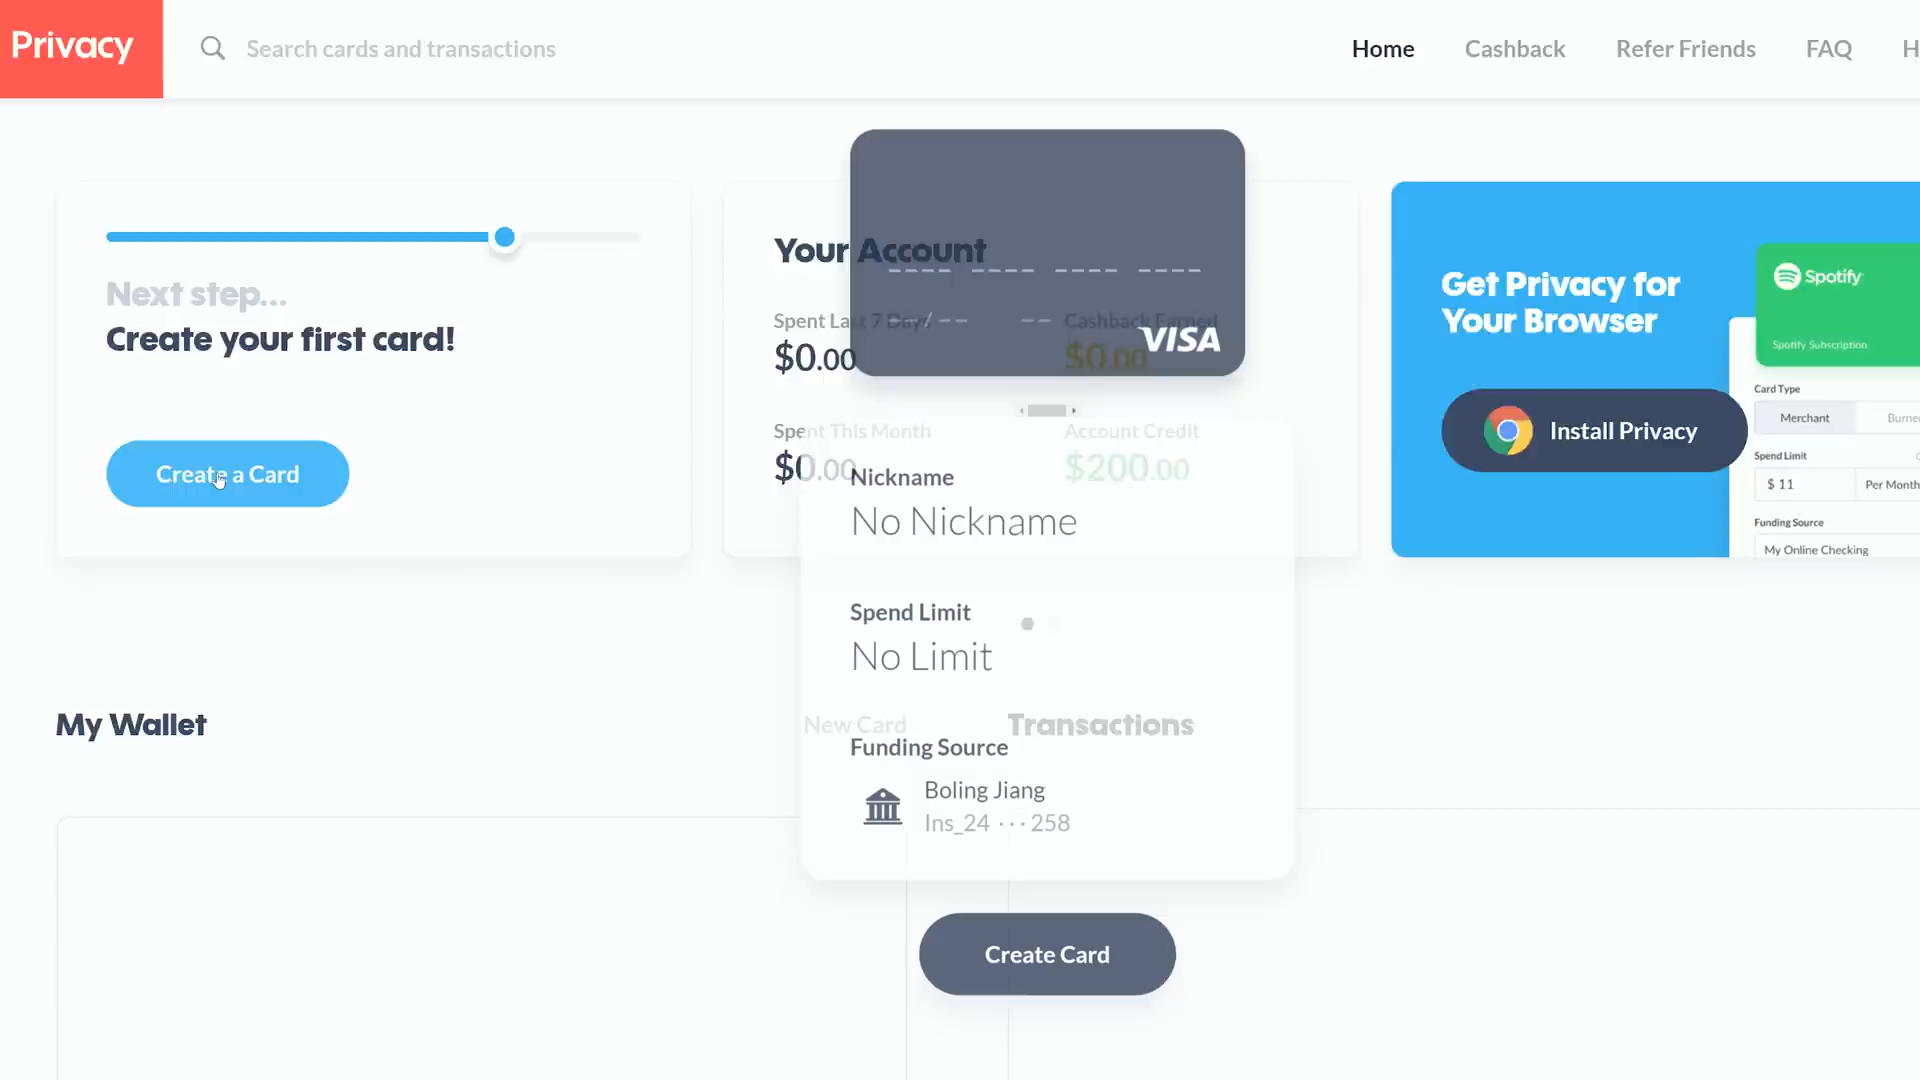 Privacy
Search cards and transactions
Home
Cashback
Refer Friends
FAQ
H
Next step...
Create your first card!
Create a Card
Your Account
Spent Last 7 Days
$0.00
Cashback Earned
$0.00
Spent This Month
$0.00
Account Credit
$200.00
VISA
Nickname
No Nickname
Spend Limit
No Limit
Funding Source
Boling Jiang
Ins_24 ···258
Create Card
Get Privacy for
Your Browser
Install Privacy
Spotify
Spotify Subscription
Card Type
Merchant
Burne
Spend Limit
$ 11
Per Month
Funding Source
My Online Checking
My Wallet
New Card
Transactions